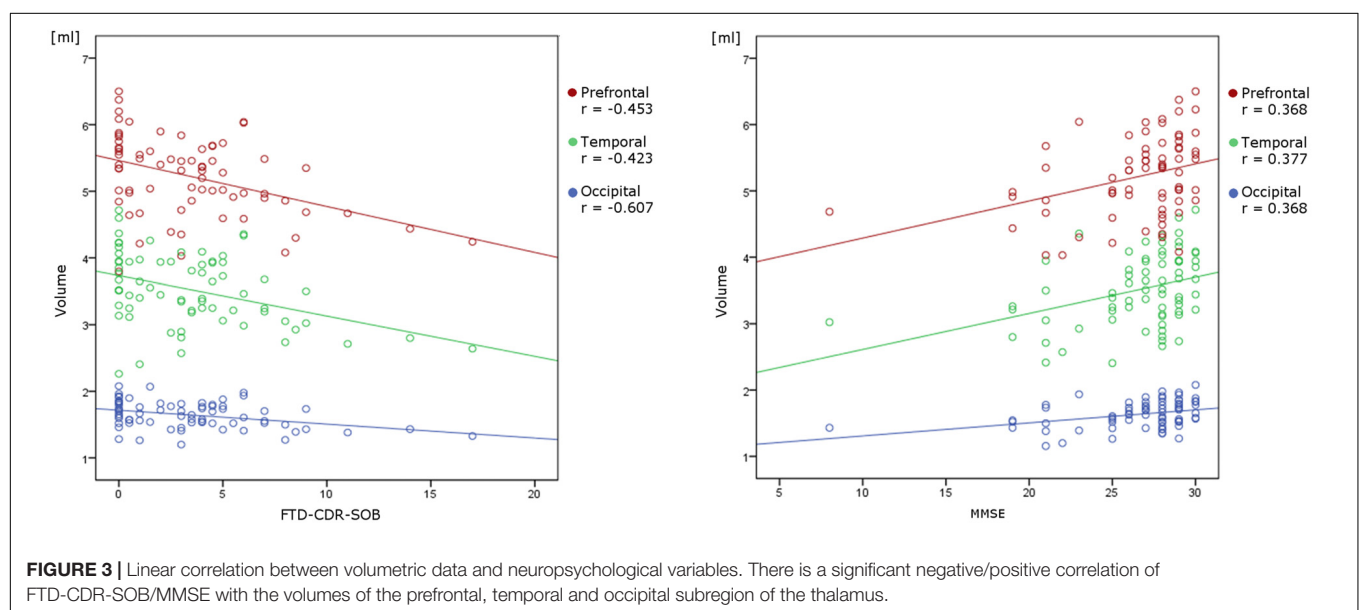 [ml]
7
6
5
4
3
2
1
Volume
0
5
10
15
20
FTD-CDR-SOB
Prefrontal
r = -0.453
Temporal
r = -0.423
Occipital
r = -0.607
[ml]
7
6
5
4
3
2
1
Volume
5
10
15
20
25
30
MMSE
Prefrontal
r = 0.368
Temporal
r = 0.377
Occipital
r = 0.368
FIGURE 3 | Linear correlation between volumetric data and neuropsychological variables. There is a significant negative/positive correlation of
FTD-CDR-SOB/MMSE with the volumes of the prefrontal, temporal and occipital subregion of the thalamus.